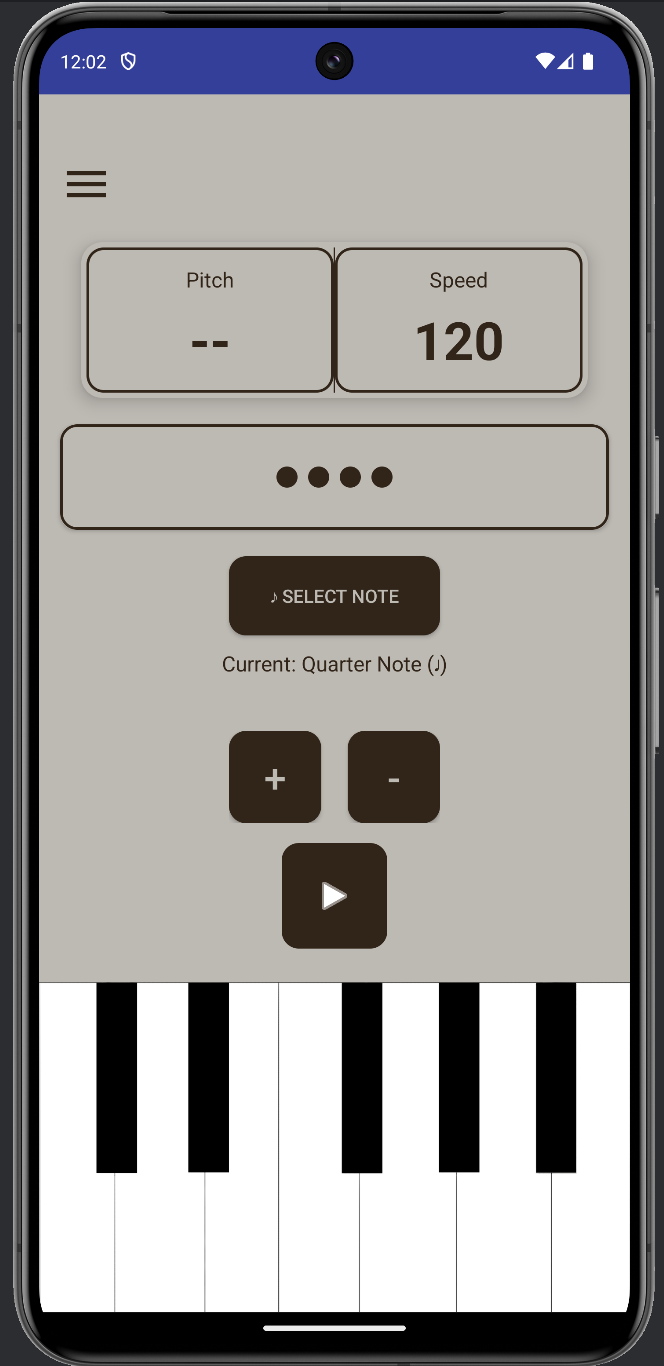 12:02
Pitch
Speed
--
120
♪ SELECT NOTE
Current: Quarter Note (♩)
+
-